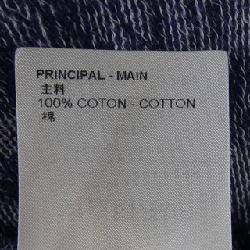 PRINCIPAL - MAIN
主料
100% COTON - COTTON
棉